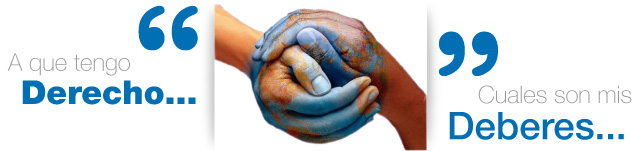 “
A que tengo
Derecho...
”
Cuales son mis
Deberes...